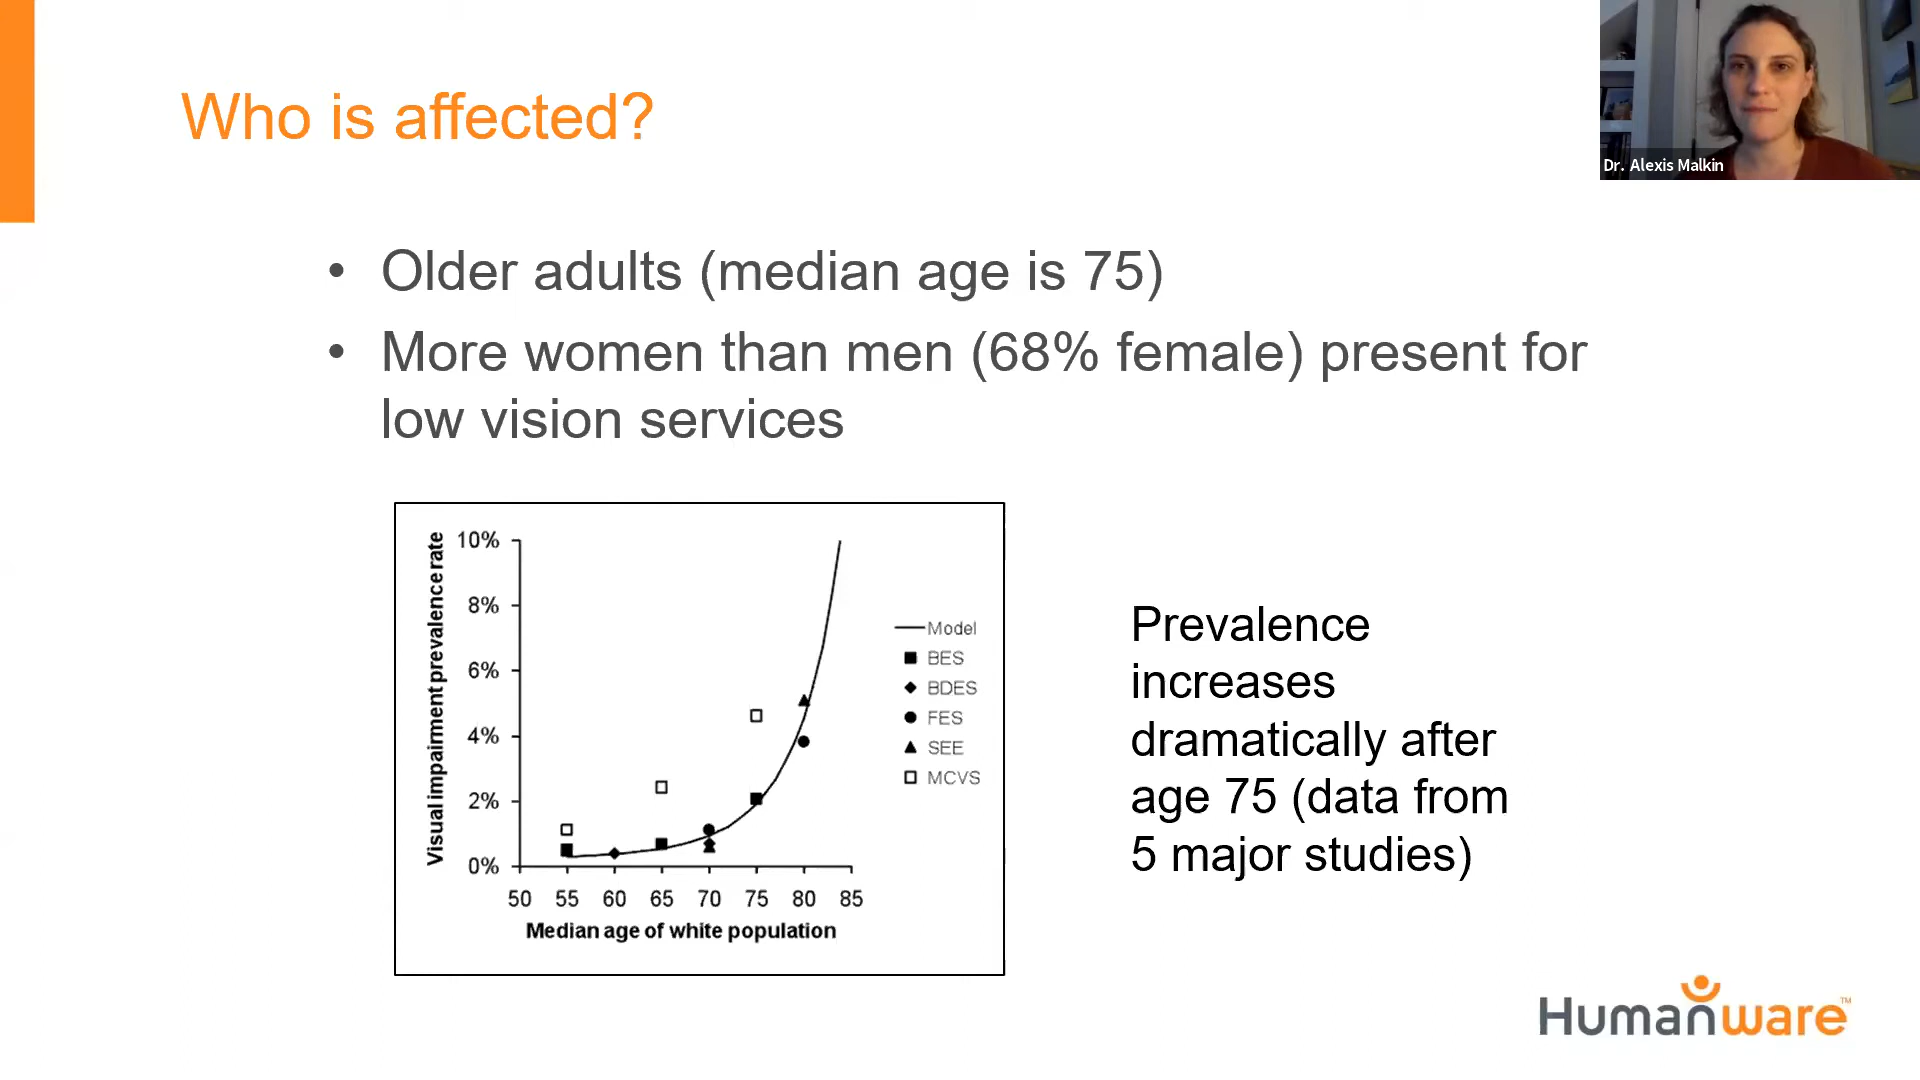 Who is affected?
Dr. Alexis Malkin
• Older adults (median age is 75)
• More women than men (68% female) present for
low vision services
Visual impairment prevalence rate
10%
8%
6%
4%
2%
0%
50 55 60 65 70 75 80 85
Median age of white population
Model
BES
BDES
FES
SEE
MCVS
Prevalence
increases
dramatically after
age 75 (data from
5 major studies)
Humanware™